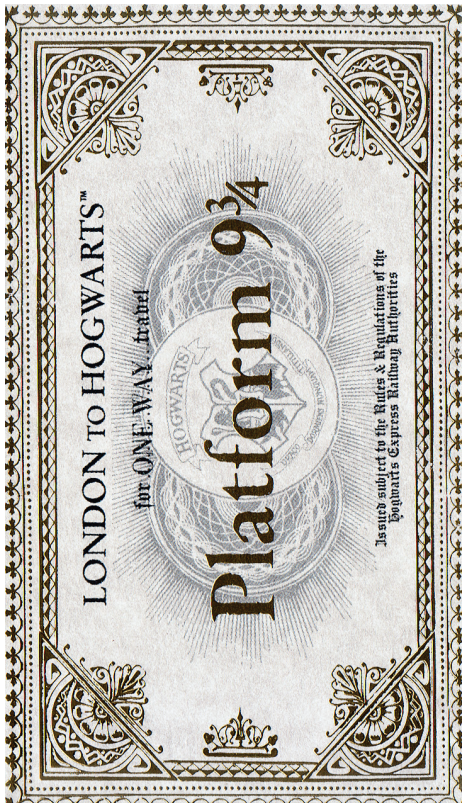 LONDON TO HOGWARTS™
for ONE WAY travel
Platform 9¾
HOGWARTS
Issued subject to the Rules & Regulations of the
Hogwarts Express Railway Authorities